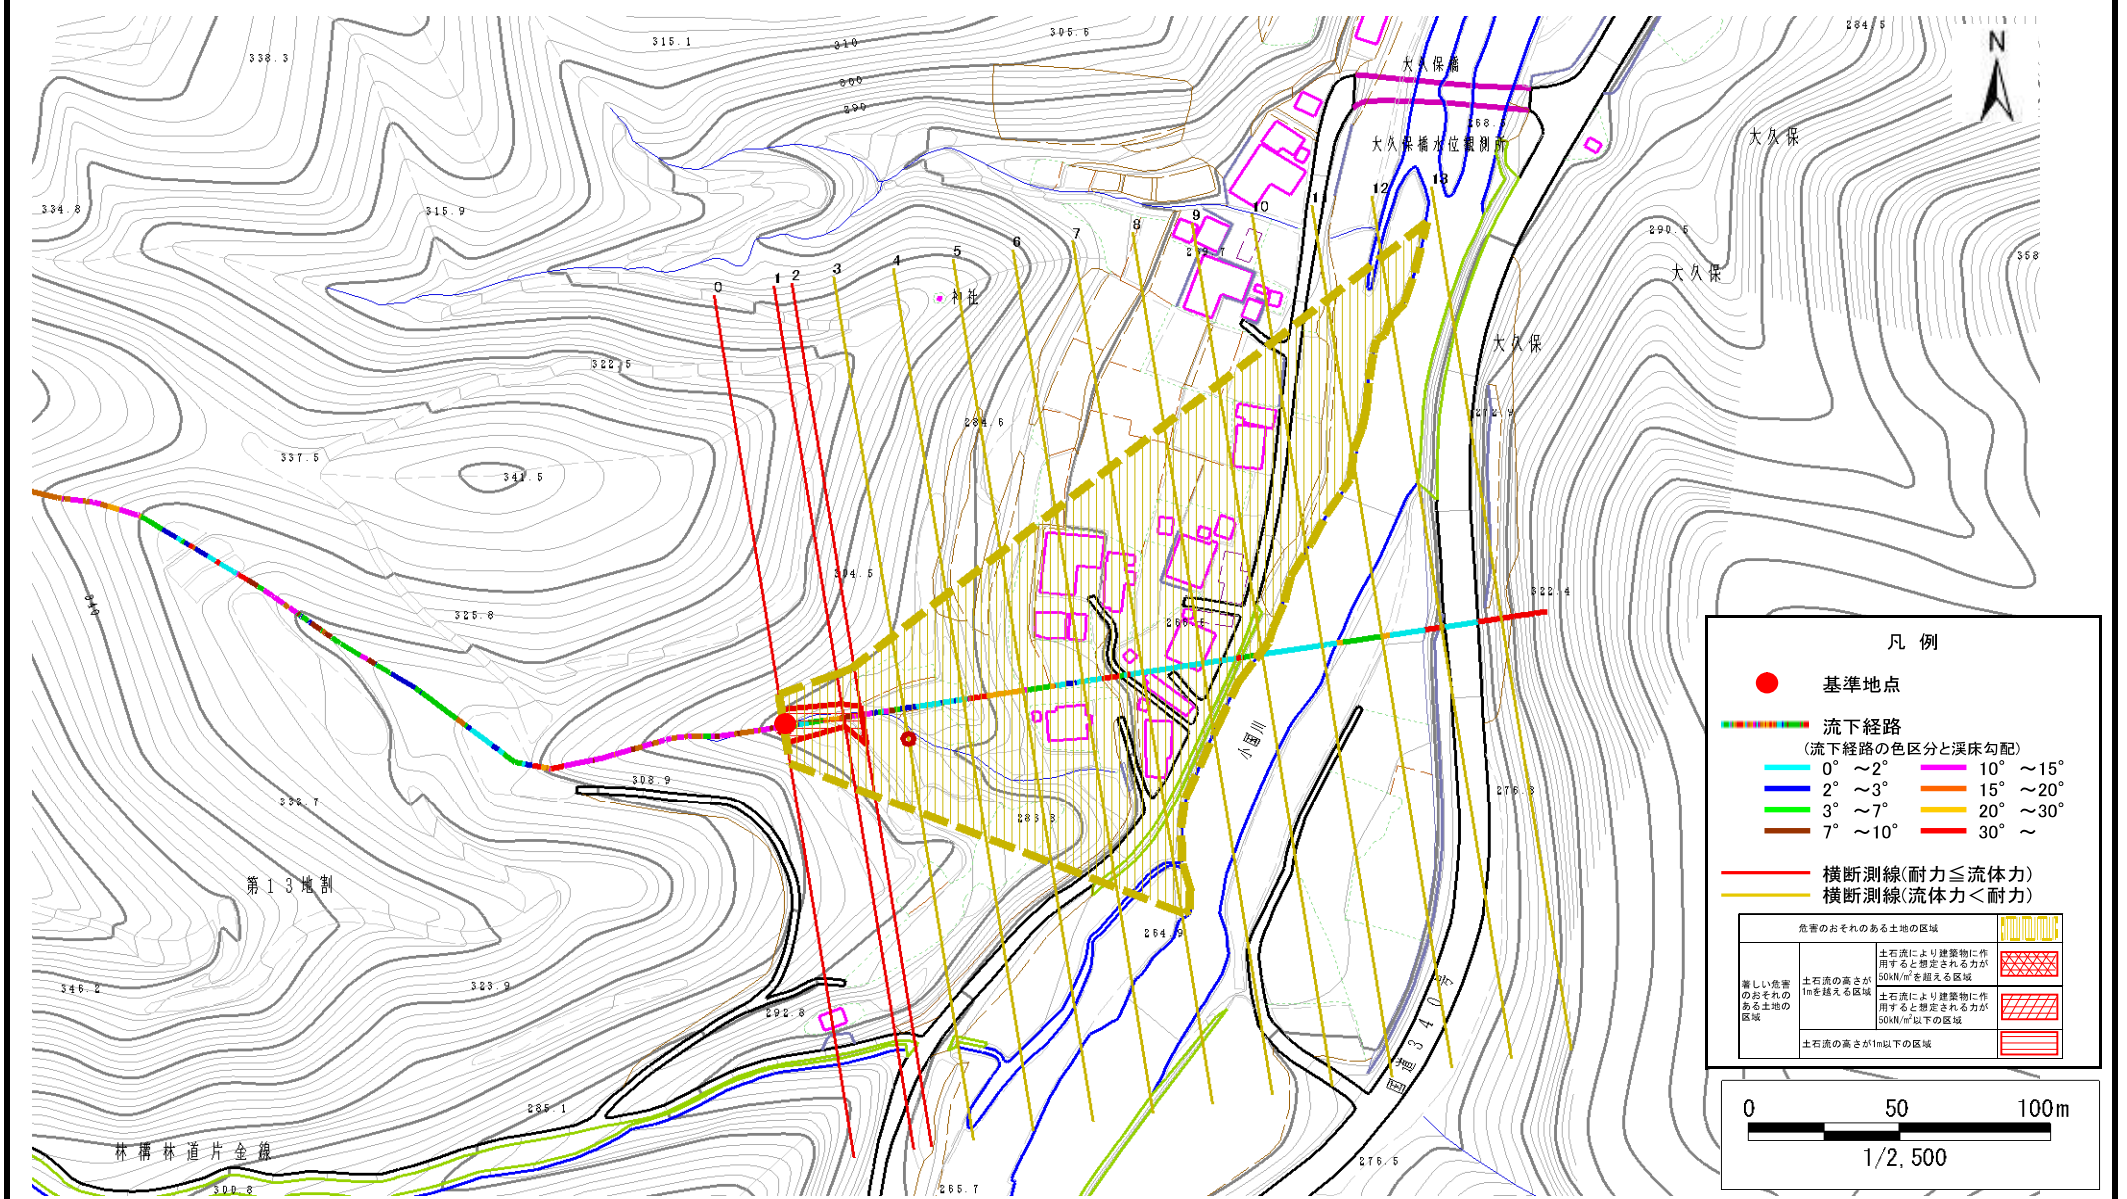 315.1
310
305.6
284.5
338.3
300
290
N
大久保橋
268.5
大久保橋水位観測所
大久保
334.8
315.9
13
12
11
10
9
8
7
6
5
4
3
2
1
0
290.5
358
大久保
神社
大久保
322.5
272.9
284.6
337.5
341.5
304.5
340
325.8
322.4
小国川
308.9
333.7
276.3
第13地割
264.9
346.2
323.9
292.8
国道340号
285.1
林構林道片金線
300.8
265.7
276.5
凡 例
基準地点
流下経路
(流下経路の色区分と渓床勾配)
0° ～2° 10° ～15°
2° ～3° 15° ～20°
3° ～7° 20° ～30°
7° ～10° 30° ～
横断測線(耐力≦流体力)
横断測線(流体力＜耐力)
危害のおそれのある土地の区域
著しい危害
のおそれの
ある土地の
区域
土石流の高さが
1mを越える区域
土石流により建築物に作
用すると想定される力が
50kN/㎡を超える区域
土石流により建築物に作
用すると想定される力が
50kN/㎡以下の区域
土石流の高さが1m以下の区域
0 50 100m
1/2,500